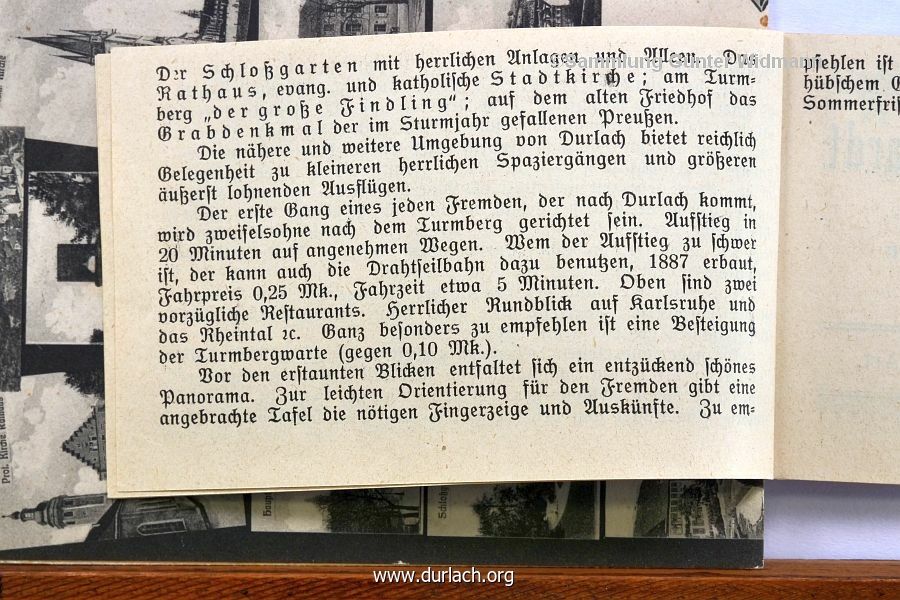 Der Schloßgarten mit herrlichen Anlagen und Alleen. Das
Rathaus, evang. und katholische Stadtkirche; am Turm-
berg „der große Findling“; auf dem alten Friedhof das
Grabdenkmal der im Sturmjahr gefallenen Preußen.
Die nähere und weitere Umgebung von Durlach bietet reichlich
Gelegenheit zu kleineren herrlichen Spaziergängen und größeren
äußerst lohnenden Ausflügen.
Der erste Gang eines jeden Fremden, der nach Durlach kommt,
wird zweifelsohne nach dem Turmberg gerichtet sein. Aufstieg in
20 Minuten auf angenehmen Wegen. Wem der Aufstieg zu schwer
ist, der kann auch die Drahtseilbahn dazu benutzen, 1887 erbaut,
Fahrpreis 0,25 Mk., Fahrzeit etwa 5 Minuten. Oben sind zwei
vorzügliche Restaurants. Herrlicher Rundblick auf Karlsruhe und
das Rheintal ꝛc. Ganz besonders zu empfehlen ist eine Besteigung
der Turmbergwarte (gegen 0,10 Mk.).
Vor den erstaunten Blicken entfaltet sich ein entzückend schönes
Panorama. Zur leichten Orientierung für den Fremden gibt eine
angebrachte Tafel die nötigen Fingerzeige und Auskünfte. Zu em-
pfehlen ist
hübschem
Sommerfris
© Sammlung Günter Widmann
Prot. Kirche Rathaus
www.durlach.org